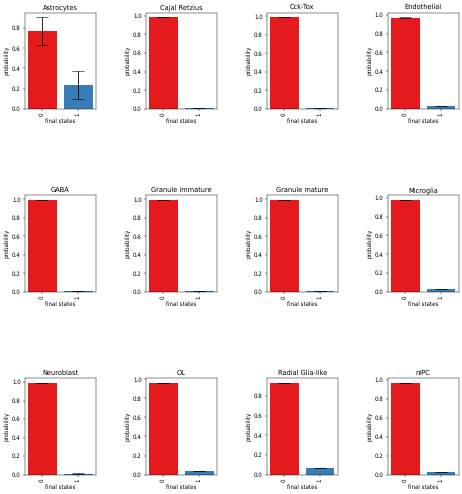 Astrocytes
Cajal Retzius
Cck-Tox
Endothelial
probability
0.0
0.2
0.4
0.6
0.8
0
1
final states
probability
0.0
0.2
0.4
0.6
0.8
1.0
0
1
final states
probability
0.0
0.2
0.4
0.6
0.8
1.0
0
1
final states
probability
0.0
0.2
0.4
0.6
0.8
1.0
0
1
final states
GABA
Granule immature
Granule mature
Microglia
probability
0.0
0.2
0.4
0.6
0.8
1.0
0
1
final states
probability
0.0
0.2
0.4
0.6
0.8
1.0
0
1
final states
probability
0.0
0.2
0.4
0.6
0.8
1.0
0
1
final states
probability
0.0
0.2
0.4
0.6
0.8
1.0
0
1
final states
Neuroblast
OL
Radial Glia-like
nIPC
probability
0.0
0.2
0.4
0.6
0.8
1.0
0
1
final states
probability
0.0
0.2
0.4
0.6
0.8
1.0
0
1
final states
probability
0.0
0.2
0.4
0.6
0.8
0
1
final states
probability
0.0
0.2
0.4
0.6
0.8
1.0
0
1
final states